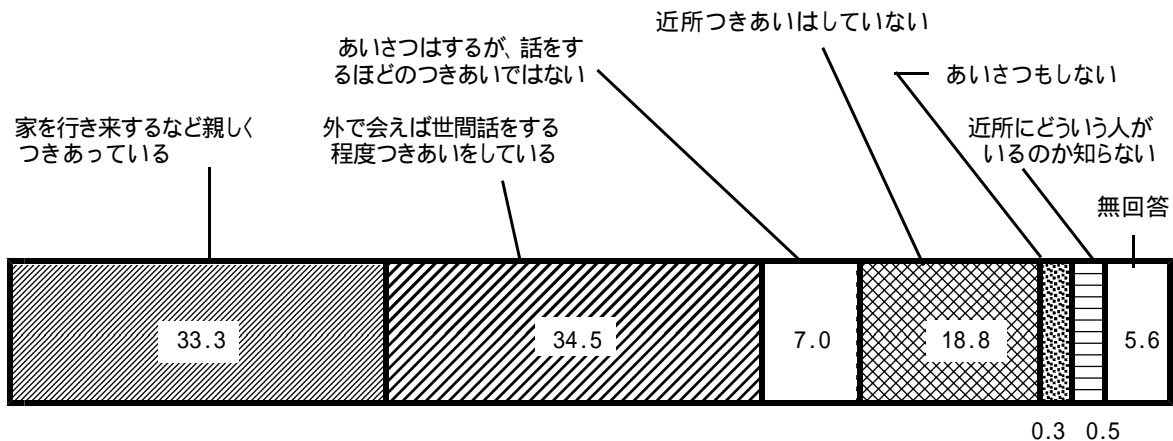 近所つきあいはしていない
あいさつはするが、話をす
るほどのつきあいではない
あいさつもしない
家を行き来するなど親しく
つきあっている
外で会えば世間話をする
程度つきあいをしている
近所にどういう人が
いるのか知らない
無回答
33.3
34.5
7.0
18.8
5.6
0.3
0.5